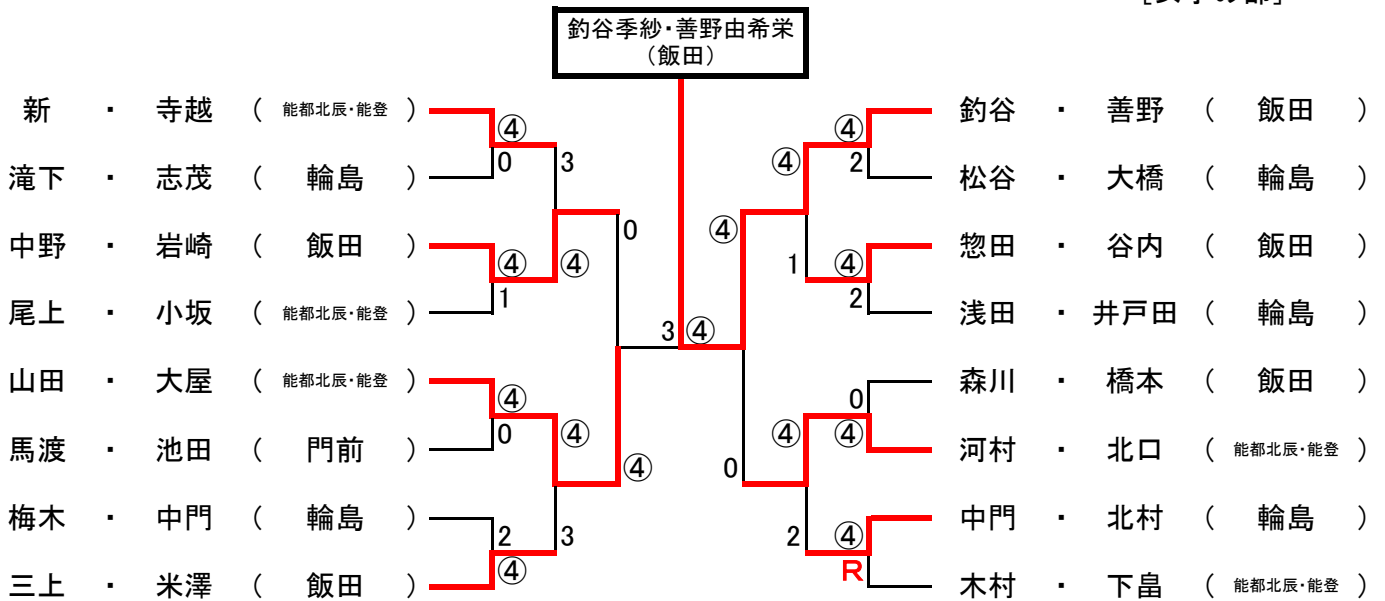 釣谷季紗・善野由希栄
（飯田）
新 ・ 寺越 （ 能都北辰・能登 ）
滝下 ・ 志茂 （ 輪島 ）
中野 ・ 岩崎 （ 飯田 ）
尾上 ・ 小坂 （ 能都北辰・能登 ）
山田 ・ 大屋 （ 能都北辰・能登 ）
馬渡 ・ 池田 （ 門前 ）
梅木 ・ 中門 （ 輪島 ）
三上 ・ 米澤 （ 飯田 ）
④
0
3
④
1
④
0
④
0
④
3
2
④
④
3
④
釣谷 ・ 善野 （ 飯田 ）
松谷 ・ 大橋 （ 輪島 ）
惣田 ・ 谷内 （ 飯田 ）
浅田 ・ 井戸田 （ 輪島 ）
森川 ・ 橋本 （ 飯田 ）
河村 ・ 北口 （ 能都北辰・能登 ）
中門 ・ 北村 （ 輪島 ）
木村 ・ 下畠 （ 能都北辰・能登 ）
④
2
④
1
④
2
④
0
0
④
④
2
④
R